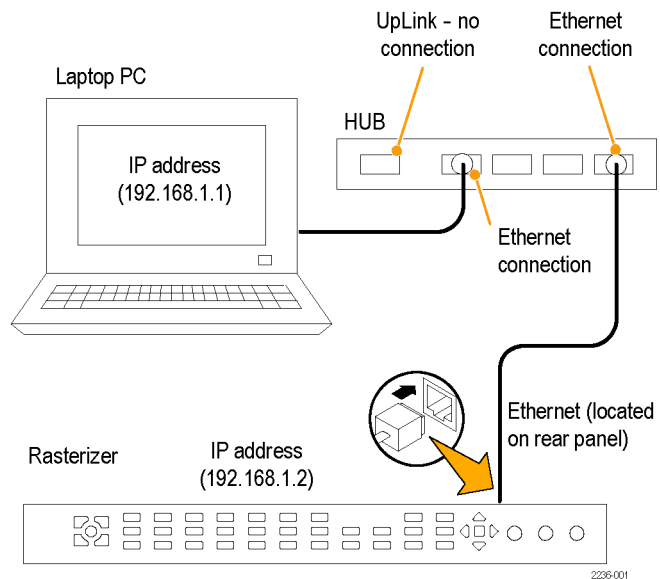 UpLink - no
connection
Ethernet
connection
Laptop PC
HUB
IP address
(192.168.1.1)
Ethernet
connection
Ethernet (located
on rear panel)
Rasterizer
IP address
(192.168.1.2)
2236-001